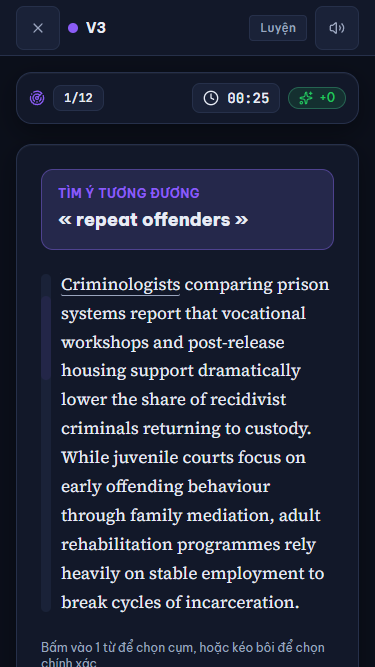 V3
Luyện
1/12
00:25
+0
TÌM Ý TƯƠNG ĐƯƠNG
« repeat offenders »
Criminologists comparing prison
systems report that vocational
workshops and post-release
housing support dramatically
lower the share of recidivist
criminals returning to custody.
While juvenile courts focus on
early offending behaviour
through family mediation, adult
rehabilitation programmes rely
heavily on stable employment to
break cycles of incarceration.
Bấm vào 1 từ để chọn cụm, hoặc kéo bôi để chọn
chính xác